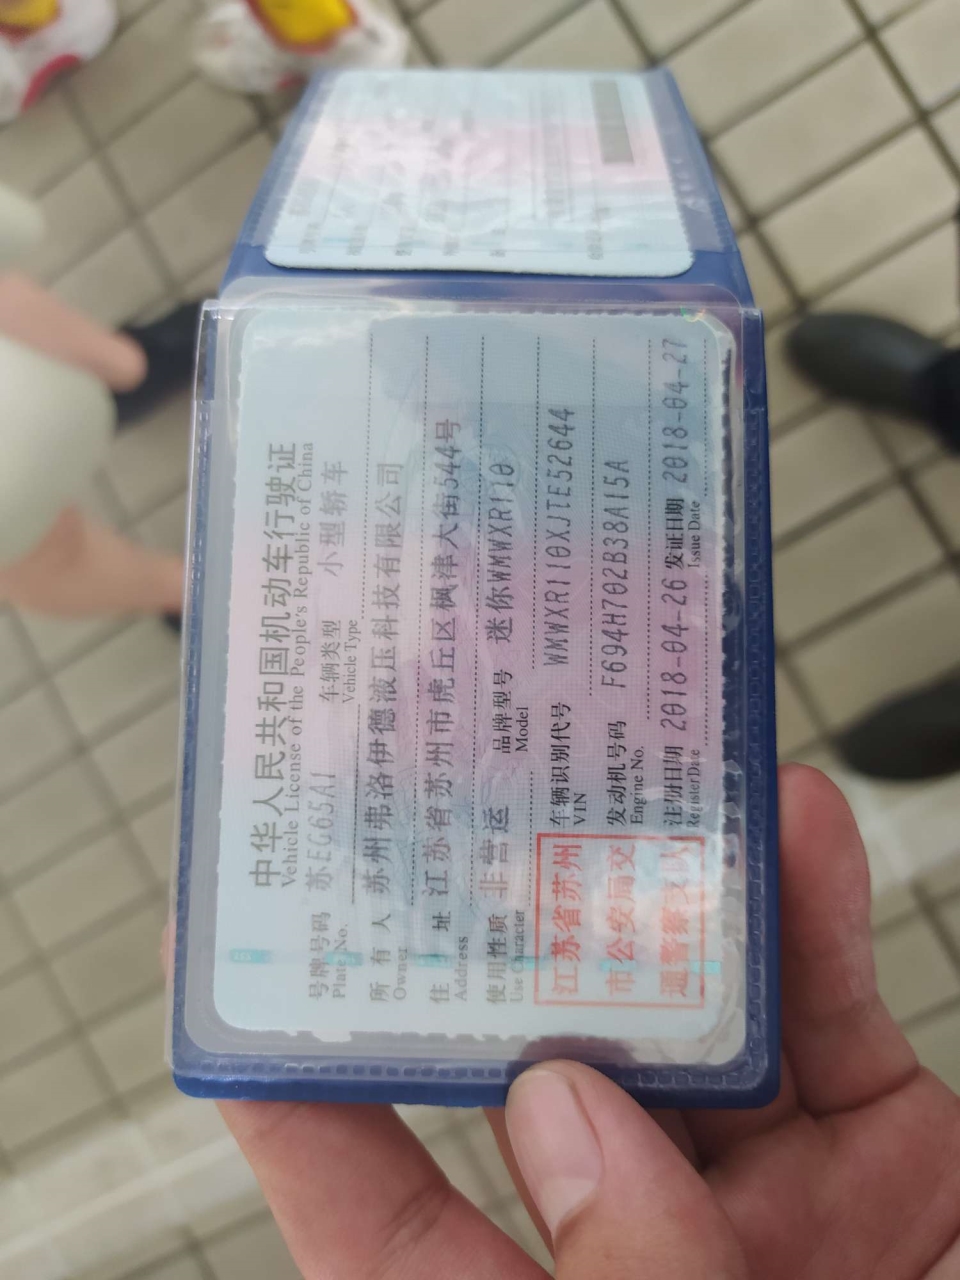 中华人民共和国机动车行驶证
Vehicle License of the People's Republic of China
号牌号码 苏EG65A1 车辆类型 小型轿车
Plate No. Vehicle Type
所有人 苏州弗洛伊德液压科技有限公司
Owner
住址 江苏省苏州市虎丘区枫津大街544号
Address
使用性质 非营运 品牌型号 迷你WMWXR110
Use Character Model
江苏省苏州
市公安局交
通警察支队
车辆识别代号 WMWXR110XJTE52644
VIN
发动机号码 F694H702B38A15A
Engine No.
注册日期 2018-04-26 发证日期 2018-04-27
Register Date Issue Date